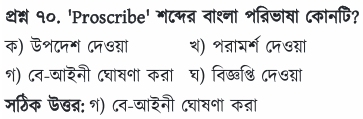 প্রশ্ন ৭০. 'Proscribe' শব্দের বাংলা পরিভাষা কোনটি?
ক) উপদেশ দেওয়া খ) পরামর্শ দেওয়া
গ) বে-আইনী ঘোষণা করা ঘ) বিজ্ঞপ্তি দেওয়া
সঠিক উত্তর: গ) বে-আইনী ঘোষণা করা